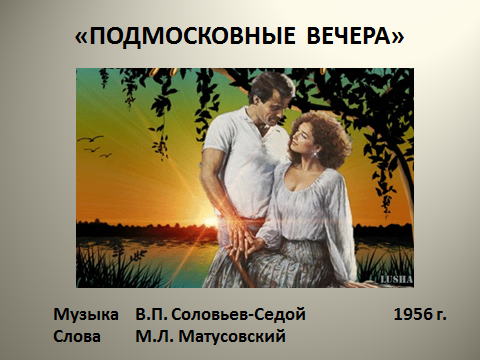 «ПОДМОСКОВНЫЕ ВЕЧЕРА»
LUSHA
Музыка В.П. Соловьев-Седой 1956 г.
Слова М.Л. Матусовский